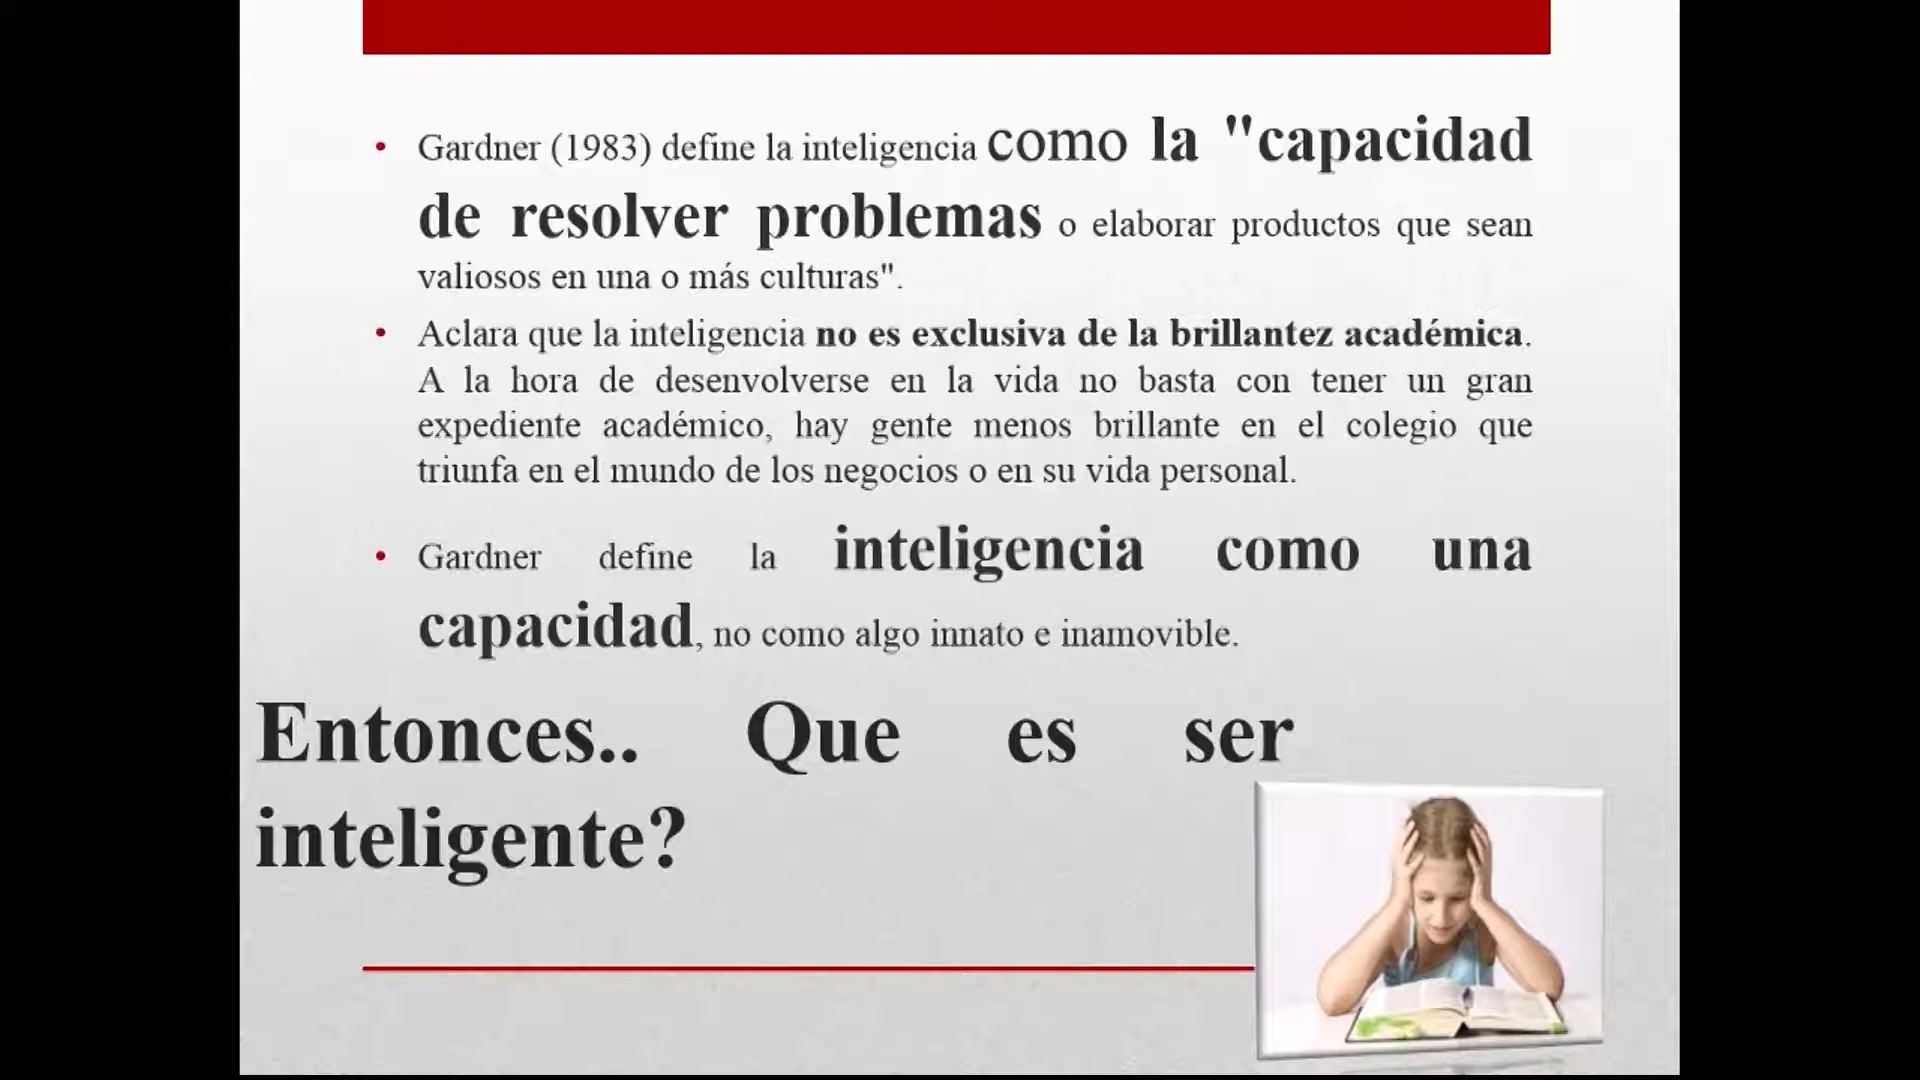 • Gardner (1983) define la inteligencia como la "capacidad
de resolver problemas o elaborar productos que sean
valiosos en una o más culturas".
• Aclara que la inteligencia no es exclusiva de la brillantez académica.
A la hora de desenvolverse en la vida no basta con tener un gran
expediente académico, hay gente menos brillante en el colegio que
triunfa en el mundo de los negocios o en su vida personal.
• Gardner define la inteligencia como una
capacidad, no como algo innato e inamovible.
Entonces.. Que es ser
inteligente?